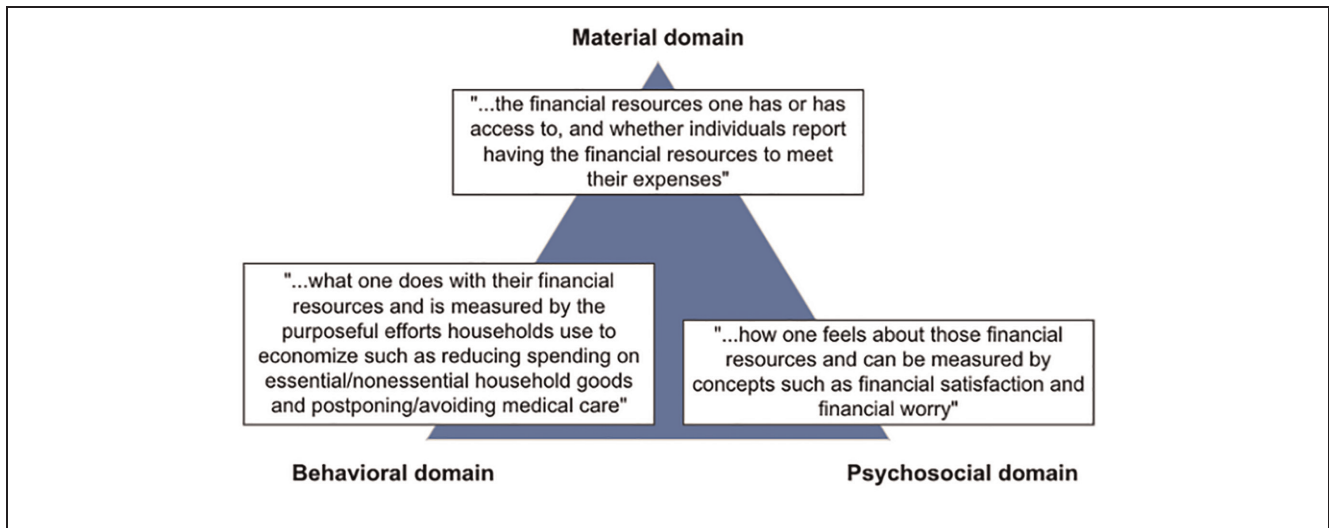 Material domain
"...the financial resources one has or has
access to, and whether individuals report
having the financial resources to meet
their expenses"
"...what one does with their financial
resources and is measured by the
purposeful efforts households use to
economize such as reducing spending on
essential/nonessential household goods
and postponing/avoiding medical care"
"...how one feels about those financial
resources and can be measured by
concepts such as financial satisfaction and
financial worry"
Behavioral domain
Psychosocial domain